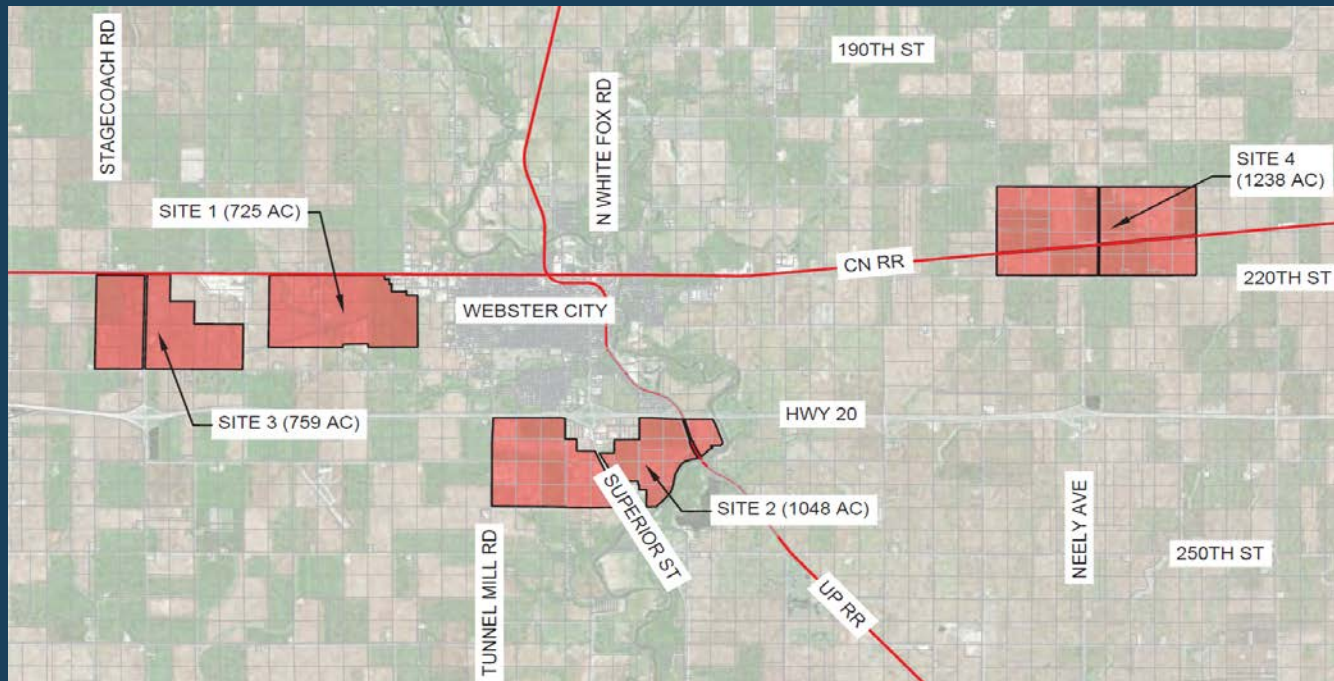 STAGECOACH RD
N WHITE FOX RD
190TH ST
SITE 4
(1238 AC)
SITE 1 (725 AC)
CN RR
220TH ST
WEBSTER CITY
SITE 3 (759 AC)
HWY 20
SUPERIOR ST
SITE 2 (1048 AC)
TUNNEL MILL RD
NEELY AVE
250TH ST
UP RR